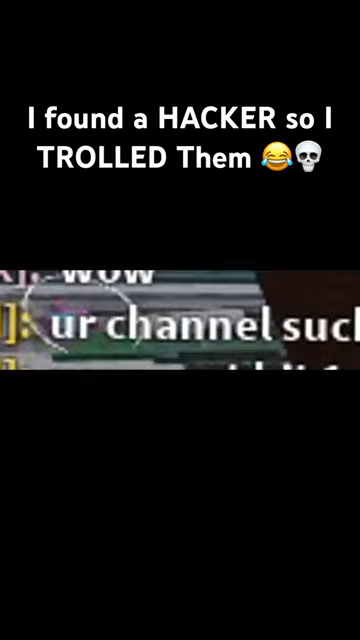 I found a HACKER so I
TROLLED Them 😂💀
wow
]: ur channel suc